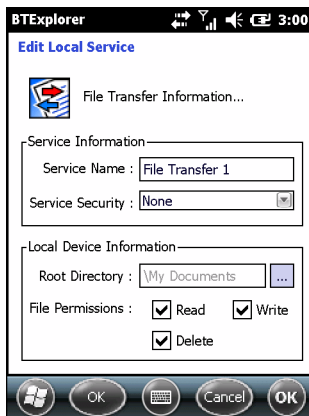 BTExplorer 3:00
Edit Local Service
File Transfer Information...
Service Information
Service Name : File Transfer 1
Service Security : None
Local Device Information
Root Directory : \My Documents ...
File Permissions : Read Write
Delete
OK Cancel OK